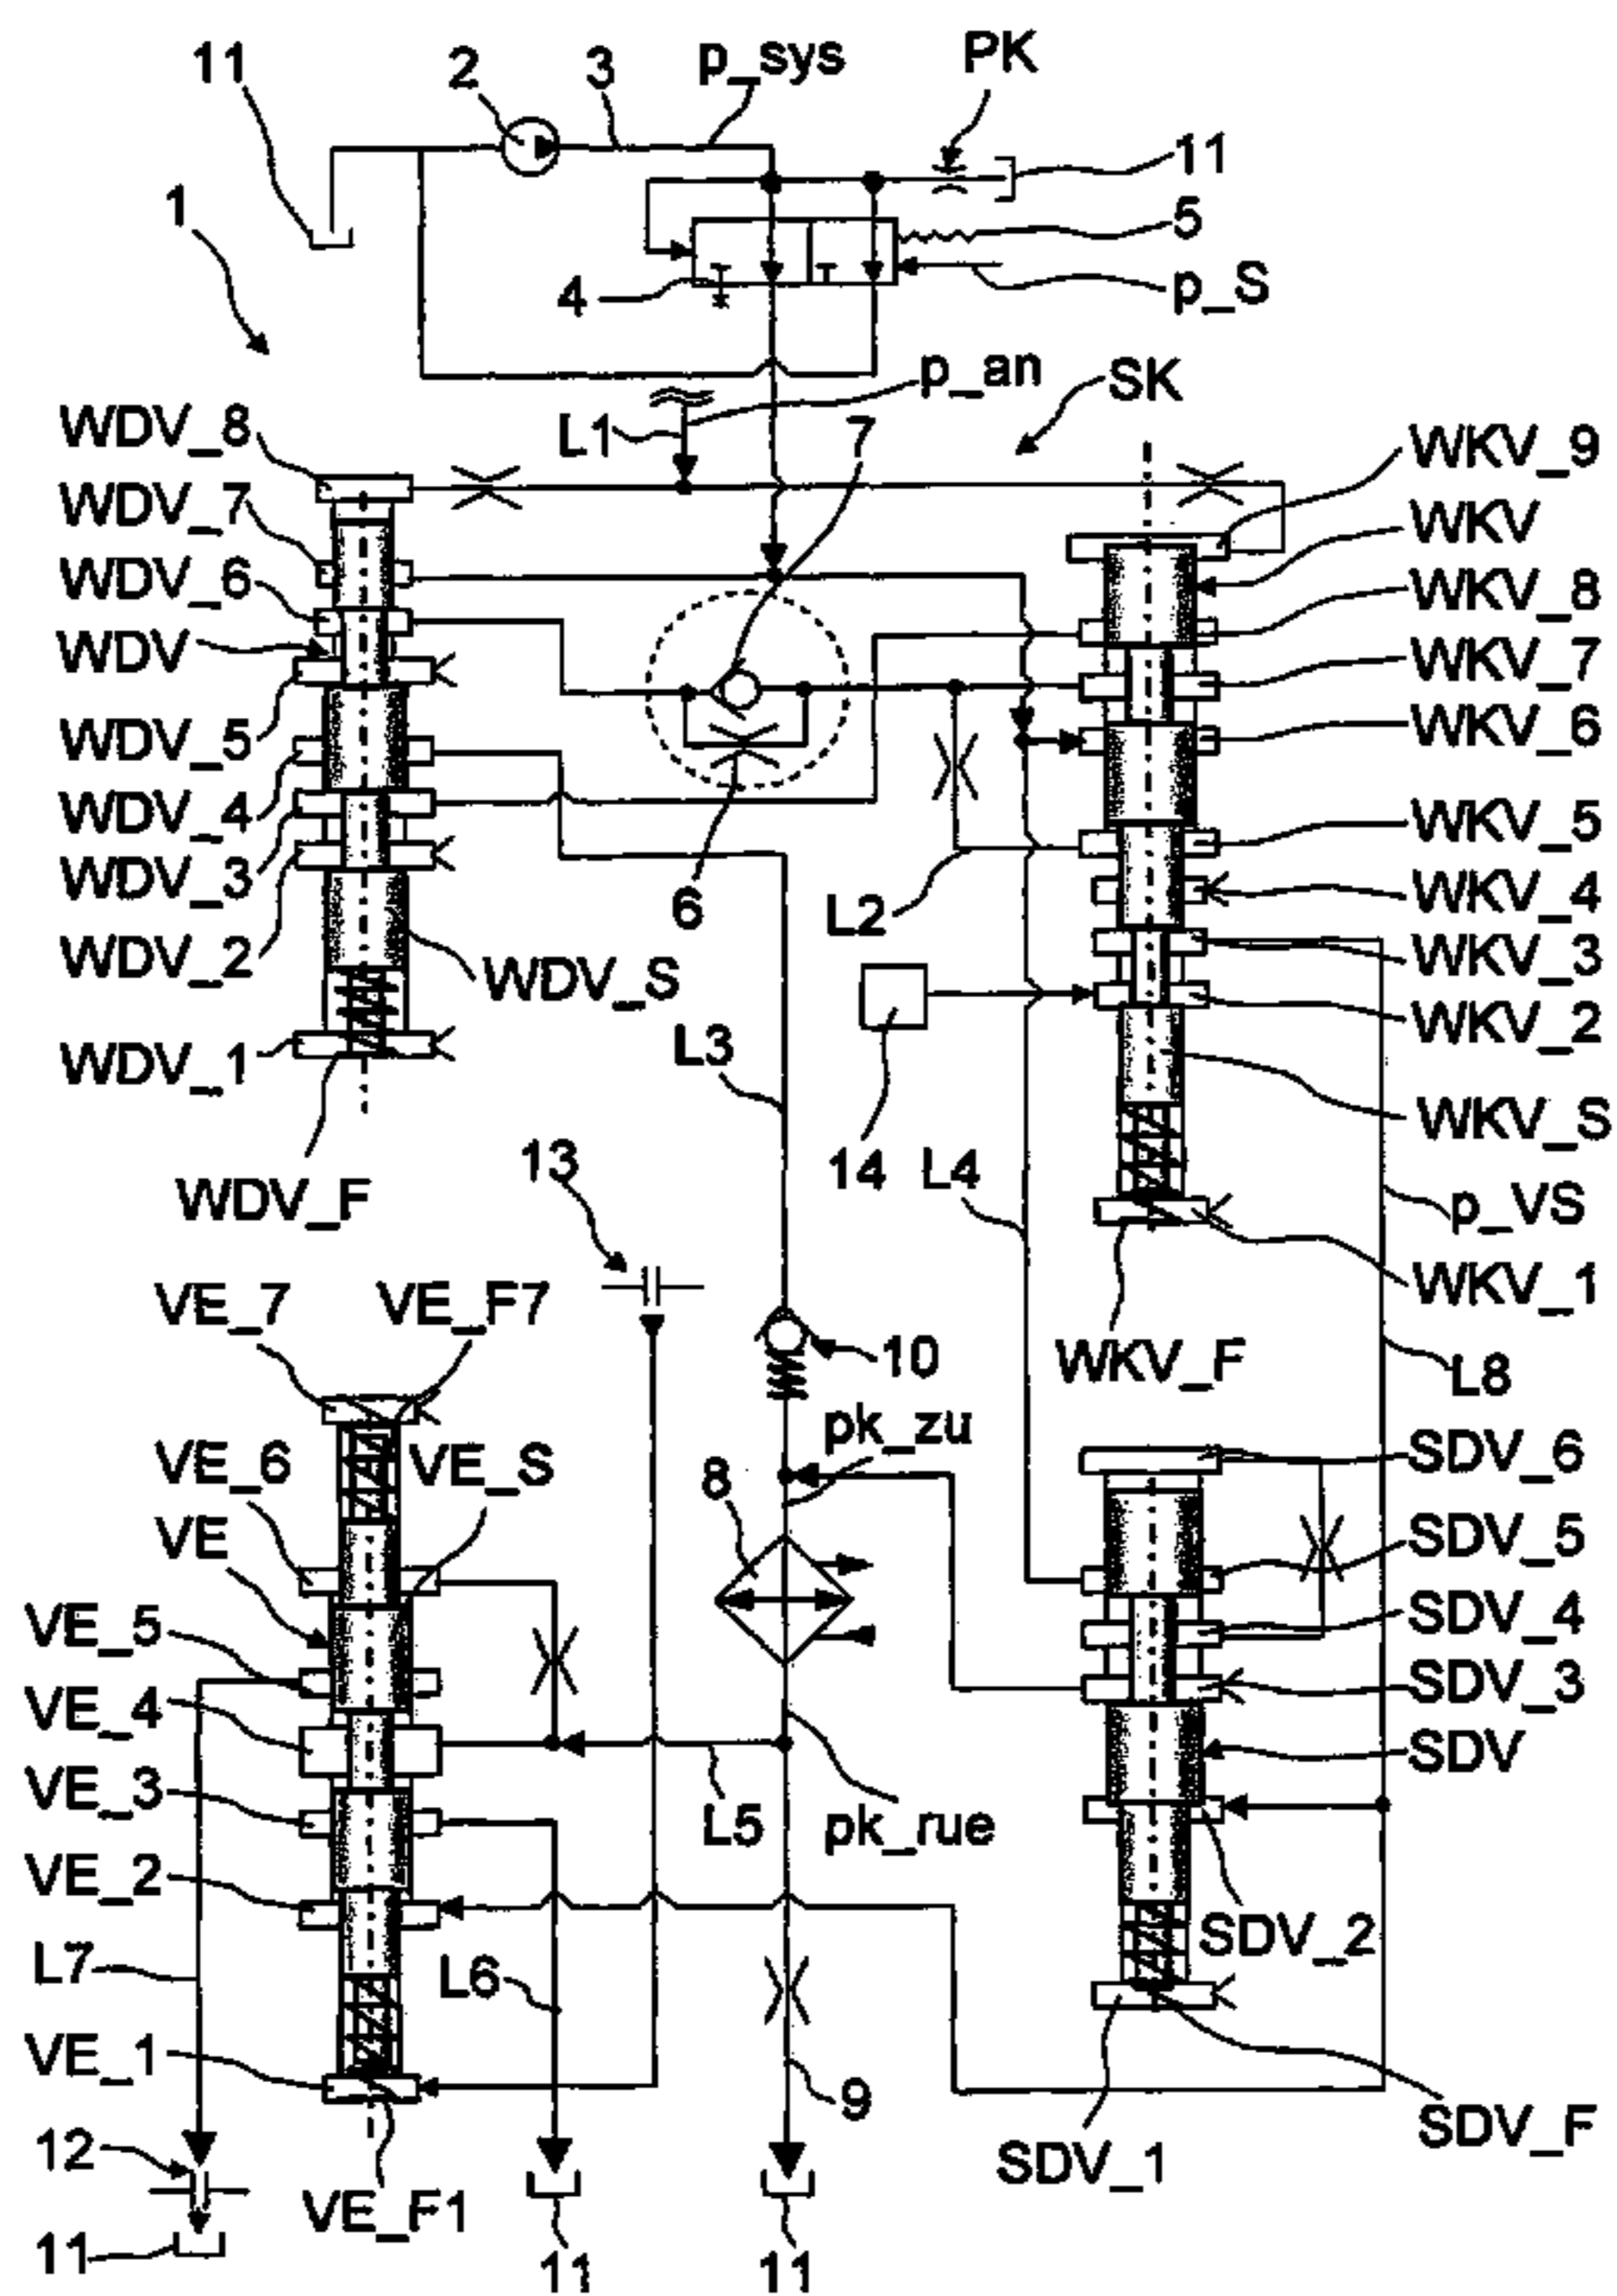 11
2
3
p_sys
PK
11
1
5
4
p_S
p_an
SK
L1
7
WDV_8
WDV_7
WDV_6
WDV
WDV_5
WDV_4
WDV_3
WDV_2
WDV_S
WDV_1
WDV_F
WKV_9
WKV
WKV_8
WKV_7
WKV_6
WKV_5
WKV_4
WKV_3
WKV_2
WKV_S
p_VS
WKV_1
WKV_F
6
L2
L3
14
L4
13
L8
10
pk_zu
8
VE_7
VE_F7
VE_6
VE_S
VE
VE_5
VE_4
VE_3
VE_2
L7
VE_1
12
11
VE_F1
L6
L5
pk_rue
9
11
11
SDV_6
SDV_5
SDV_4
SDV_3
SDV
SDV_2
SDV_F
SDV_1